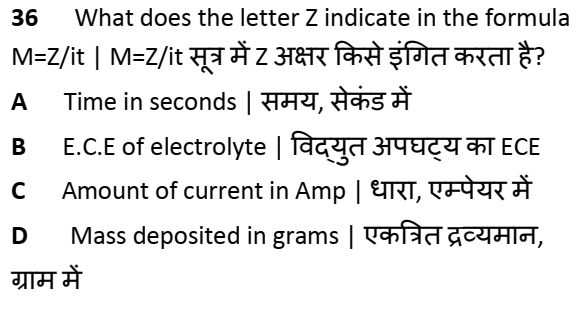 36 What does the letter Z indicate in the formula
M=Z/it | M=Z/it सूत्र में Z अक्षर किसे इंगित करता है?
A Time in seconds | समय, सेकंड में
B E.C.E of electrolyte | विद्युत अपघट्य का ECE
C Amount of current in Amp | धारा, एम्पेयर में
D Mass deposited in grams | एकत्रित द्रव्यमान,
ग्राम में